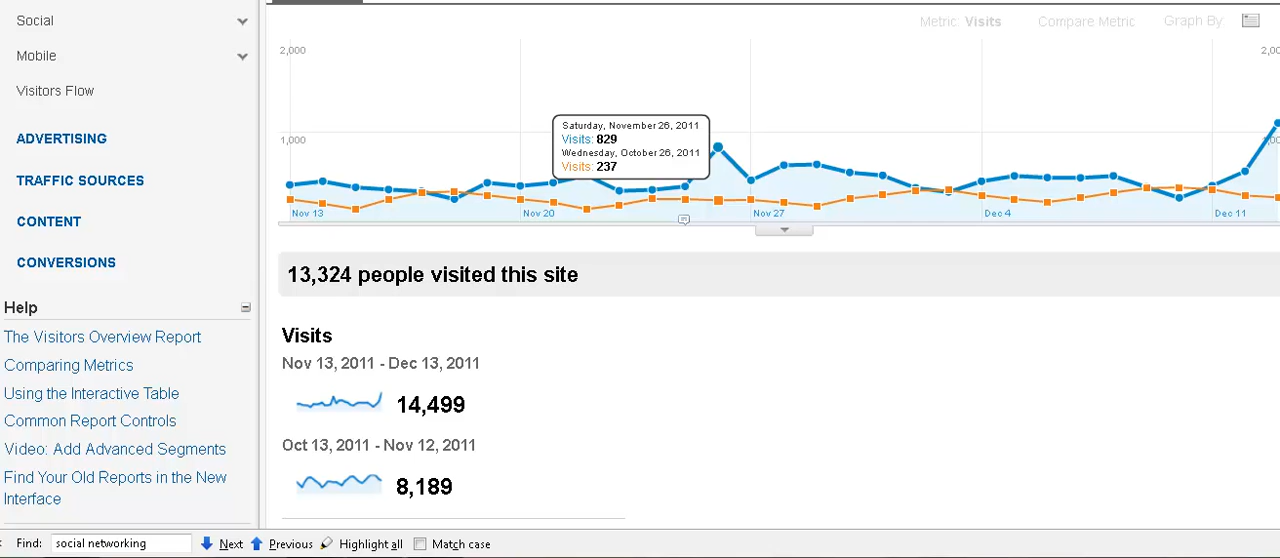 Social
Mobile
Visitors Flow
ADVERTISING
TRAFFIC SOURCES
CONTENT
CONVERSIONS
Help
The Visitors Overview Report
Comparing Metrics
Using the Interactive Table
Common Report Controls
Video: Add Advanced Segments
Find Your Old Reports in the New
Interface
Metric: Visits Compare Metric Graph By
2,000
1,000
Saturday, November 26, 2011
Visits: 829
Wednesday, October 26, 2011
Visits: 237
Nov 13 Nov 20 Nov 27 Dec 4 Dec 11
13,324 people visited this site
Visits
Nov 13, 2011 - Dec 13, 2011
14,499
Oct 13, 2011 - Nov 12, 2011
8,189
Find: social networking Next Previous Highlight all Match case